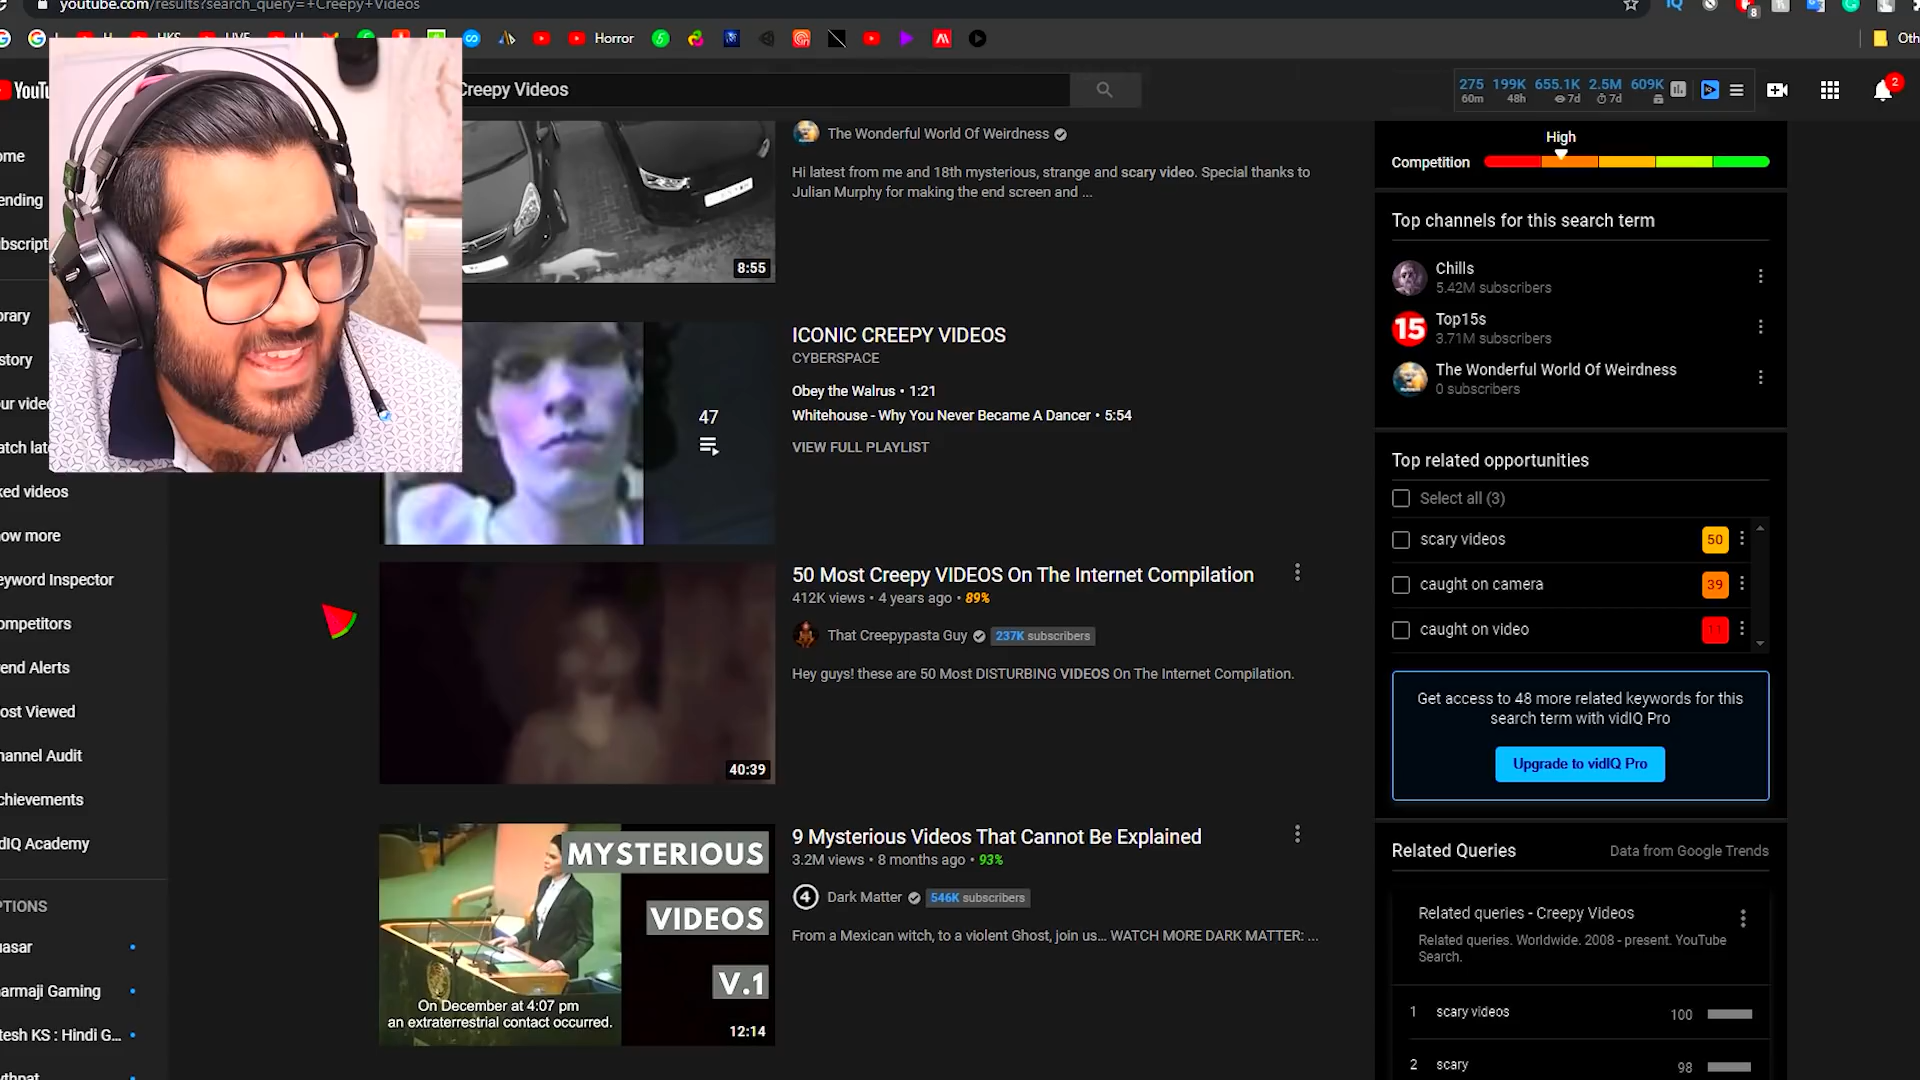 youtube.com/results?search_query=+Creepy+Videos
Horror
Oth
8
YouTu
Creepy Videos
275 199K 655.1K 2.5M 609K
60m 48h 7d 7d
2
ome
ending
ubscript
brary
story
our vide
atch lat
ked videos
ow more
eyword Inspector
ompetitors
rend Alerts
ost Viewed
hannel Audit
chievements
dIQ Academy
PTIONS
uasar
armaji Gaming
tesh KS : Hindi G...
ythpat
The Wonderful World Of Weirdness
Hi latest from me and 18th mysterious, strange and scary video. Special thanks to
Julian Murphy for making the end screen and ...
8:55
ICONIC CREEPY VIDEOS
CYBERSPACE
Obey the Walrus • 1:21
Whitehouse - Why You Never Became A Dancer • 5:54
VIEW FULL PLAYLIST
47
50 Most Creepy VIDEOS On The Internet Compilation
412K views • 4 years ago • 89%
That Creepypasta Guy 237K subscribers
Hey guys! these are 50 Most DISTURBING VIDEOS On The Internet Compilation.
40:39
MYSTERIOUS
VIDEOS
V.1
On December at 4:07 pm
an extraterrestrial contact occurred.
12:14
9 Mysterious Videos That Cannot Be Explained
3.2M views • 8 months ago • 93%
4 Dark Matter 546K subscribers
From a Mexican witch, to a violent Ghost, join us... WATCH MORE DARK MATTER: ...
High
Competition
Top channels for this search term
Chills
5.42M subscribers
15
Top15s
3.71M subscribers
The Wonderful World Of Weirdness
0 subscribers
Top related opportunities
Select all (3)
scary videos 50
caught on camera 39
caught on video
Get access to 48 more related keywords for this
search term with vidIQ Pro
Upgrade to vidIQ Pro
Related Queries Data from Google Trends
Related queries - Creepy Videos
Related queries. Worldwide. 2008 - present. YouTube
Search.
1 scary videos 100
2 scary 98